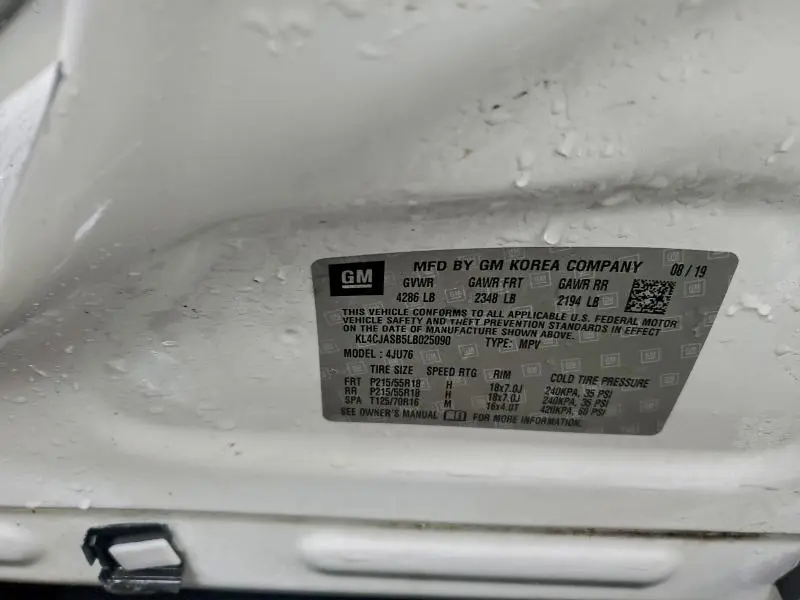 GM MFD BY GM KOREA COMPANY 08/19
GVWR GAWR FRT GAWR RR
4286 LB 2348 LB 2194 LB
THIS VEHICLE CONFORMS TO ALL APPLICABLE U.S. FEDERAL MOTOR
VEHICLE SAFETY AND THEFT PREVENTION STANDARDS IN EFFECT
ON THE DATE OF MANUFACTURE SHOWN ABOVE.
KL4CJASB5LB025090 TYPE: MPV
MODEL: 4JU76
TIRE SIZE SPEED RTG RIM COLD TIRE PRESSURE
FRT P215/55R18 H 18x7.0J 240KPA, 35 PSI
RR P215/55R18 H 18x7.0J 240KPA, 35 PSI
SPA T125/70R16 M 16x4.0T 420KPA, 60 PSI
SEE OWNER'S MANUAL FOR MORE INFORMATION.